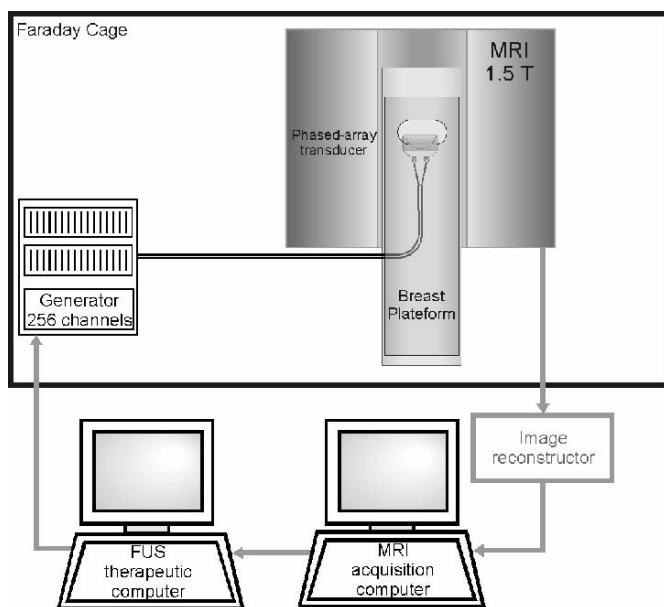 Faraday Cage
MRI
1.5 T
Phased-array
transducer
Generator
256 channels
Breast
Plateform
Image
reconstructor
FUS
therapeutic
computer
MRI
acquisition
computer